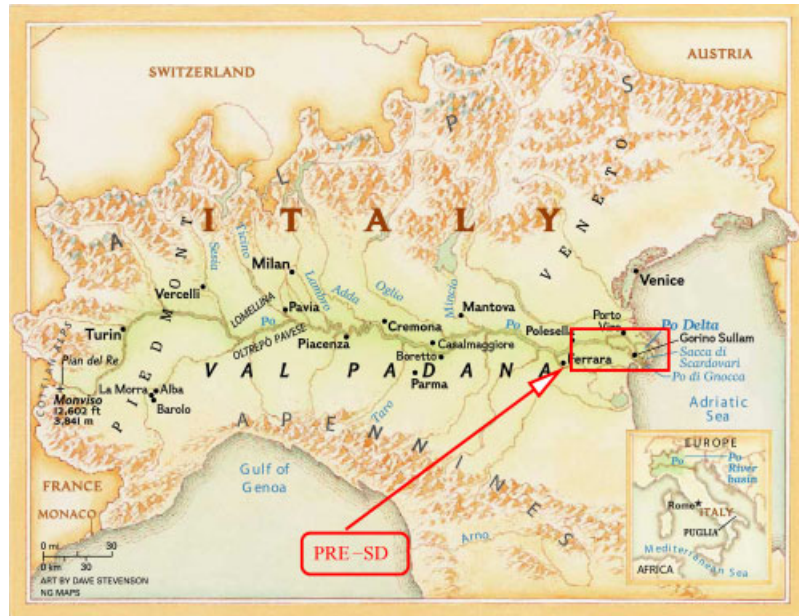 SWITZERLAND
AUSTRIA
ALPS
ITALY
VENETO
PIEDMONT
Sesia
Ticino
Milan
Lambro
Adda
Oglio
Mincio
Venice
Vercelli
LOMELLINA
Pavia
Mantova
Po
Po
Porto
Viro
Po Delta
Turin
OLTREPÒ PAVESE
Cremona
Polesella
Gorino Sullam
COTTIAN ALPS
Pian del Re
Piacenza
Casalmaggiore
Sacca di
Scardovari
Boretto
Ferrara
Po di Gnocca
VAL PADANA
Parma
Monviso
12,602 ft
3,841 m
La Morra
Alba
Barolo
Taro
Adriatic
Sea
APENNINES
Gulf of
Genoa
FRANCE
MONACO
PRE-SD
Arno
EUROPE
Po
Po
River
basin
Rome
ITALY
PUGLIA
Mediterranean
Sea
AFRICA
0 mi 30
0 km 30
ART BY DAVE STEVENSON
NG MAPS